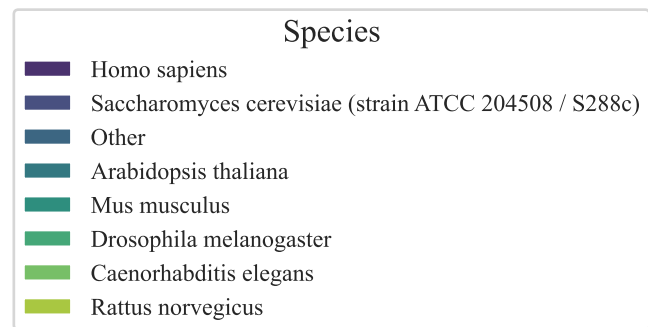 Species
Homo sapiens
Saccharomyces cerevisiae (strain ATCC 204508 / S288c)
Other
Arabidopsis thaliana
Mus musculus
Drosophila melanogaster
Caenorhabditis elegans
Rattus norvegicus